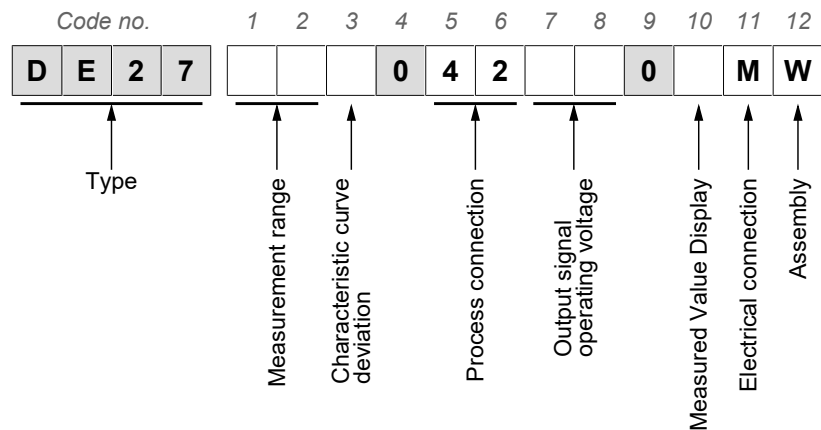 Code no. 1 2 3 4 5 6 7 8 9 10 11 12
D E 2 7 0 4 2 0 M W
Type
Measurement range
Characteristic curve
deviation
Process connection
Output signal
operating voltage
Measured Value Display
Electrical connection
Assembly